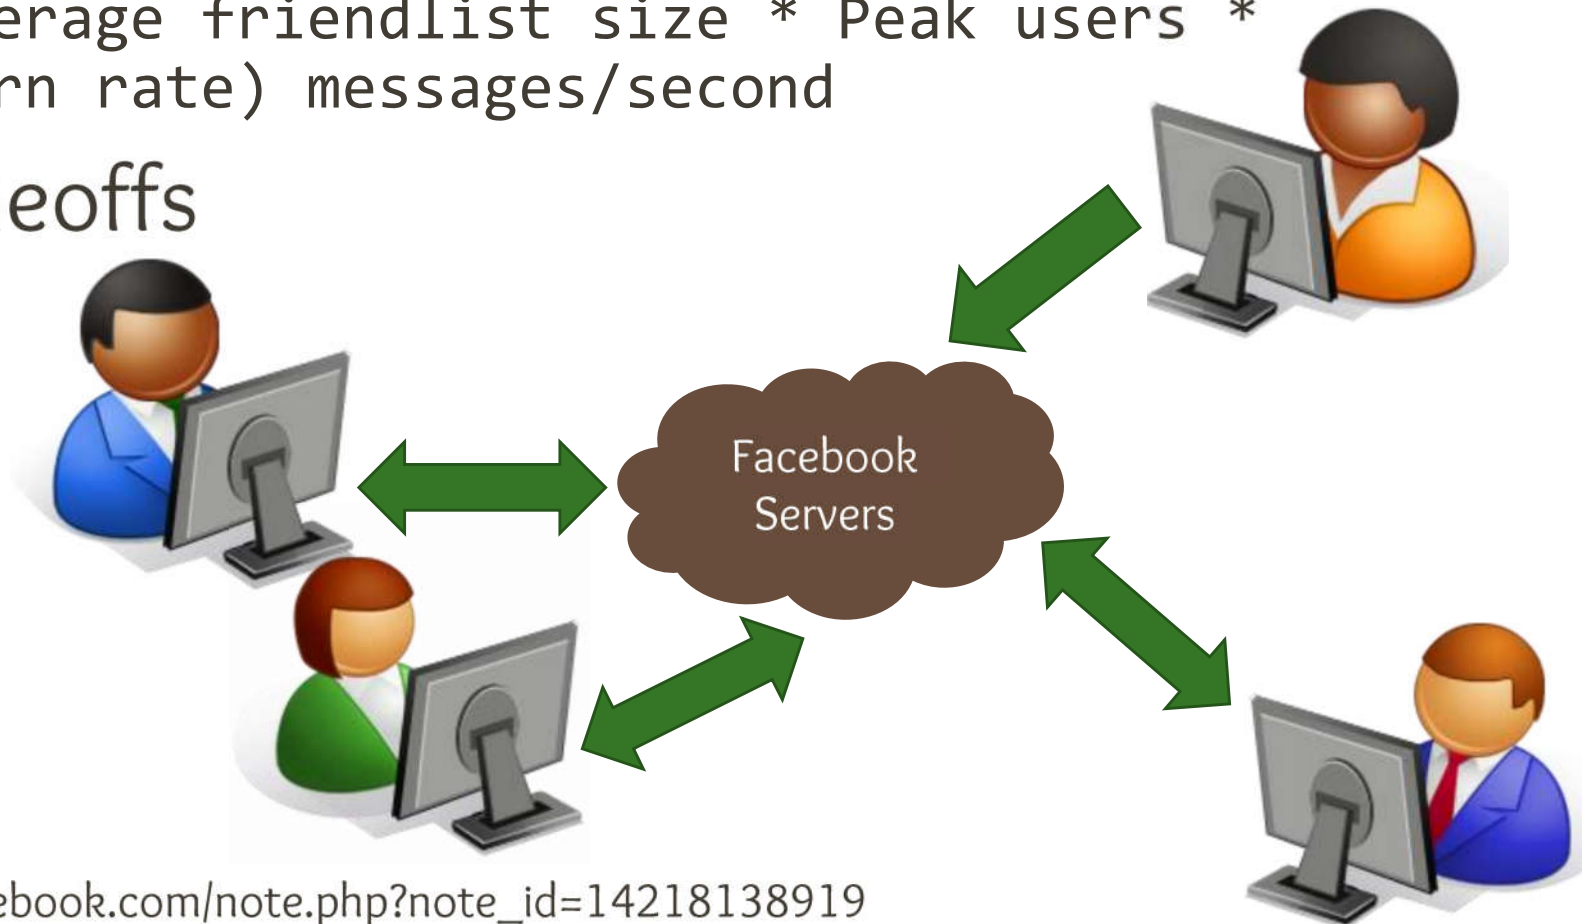 erage friendlist size * Peak users *
rn rate) messages/second
eoffs
Facebook
Servers
ebook.com/note.php?note_id=14218138919